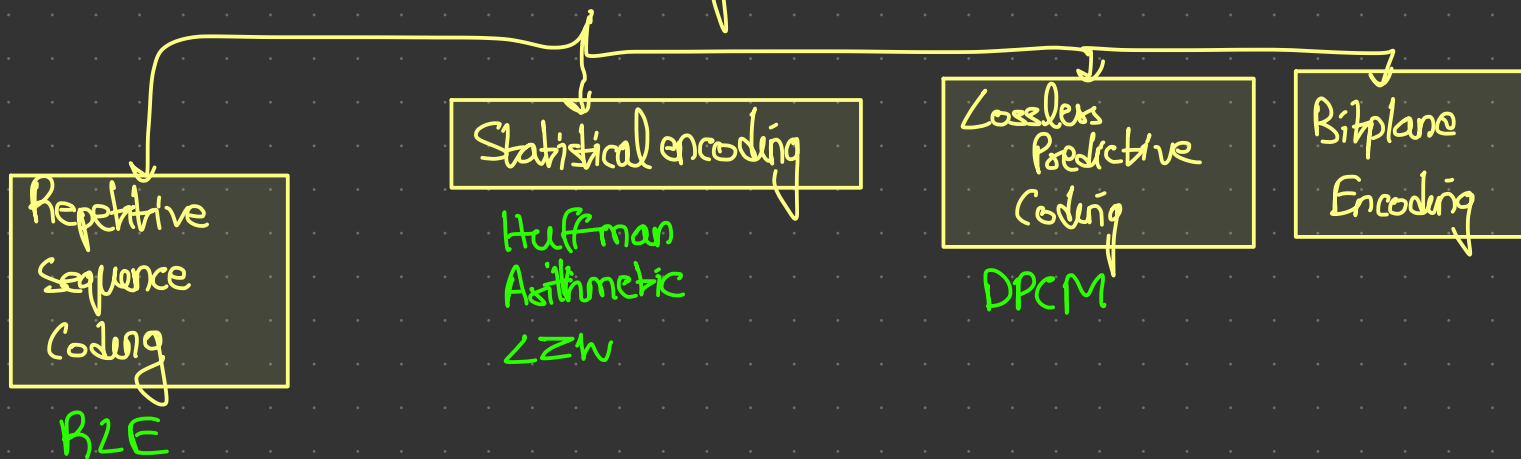 Repetitive
Sequence
Coding
RLE
Statistical encoding
Huffman
Arithmetic
LZW
Lossless
Predictive
Coding
DPCM
Bitplane
Encoding